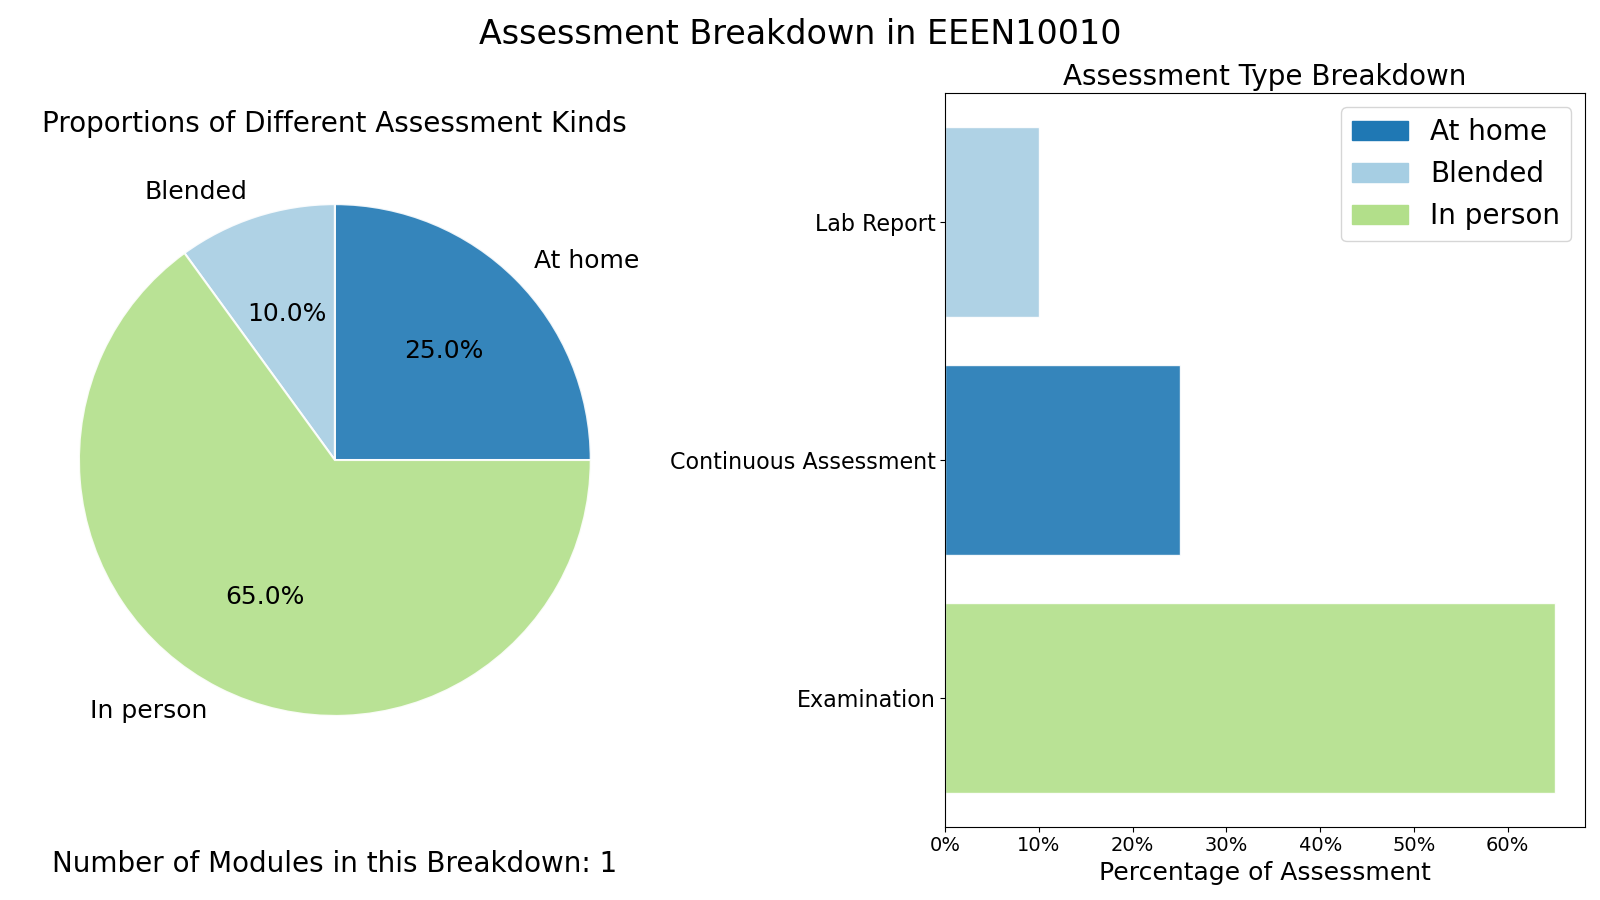 Assessment Breakdown in EEEN10010
Proportions of Different Assessment Kinds
Blended
At home
10.0%
25.0%
65.0%
In person
Number of Modules in this Breakdown: 1
Assessment Type Breakdown
At home
Blended
In person
Lab Report
Continuous Assessment
Examination
0% 10% 20% 30% 40% 50% 60%
Percentage of Assessment